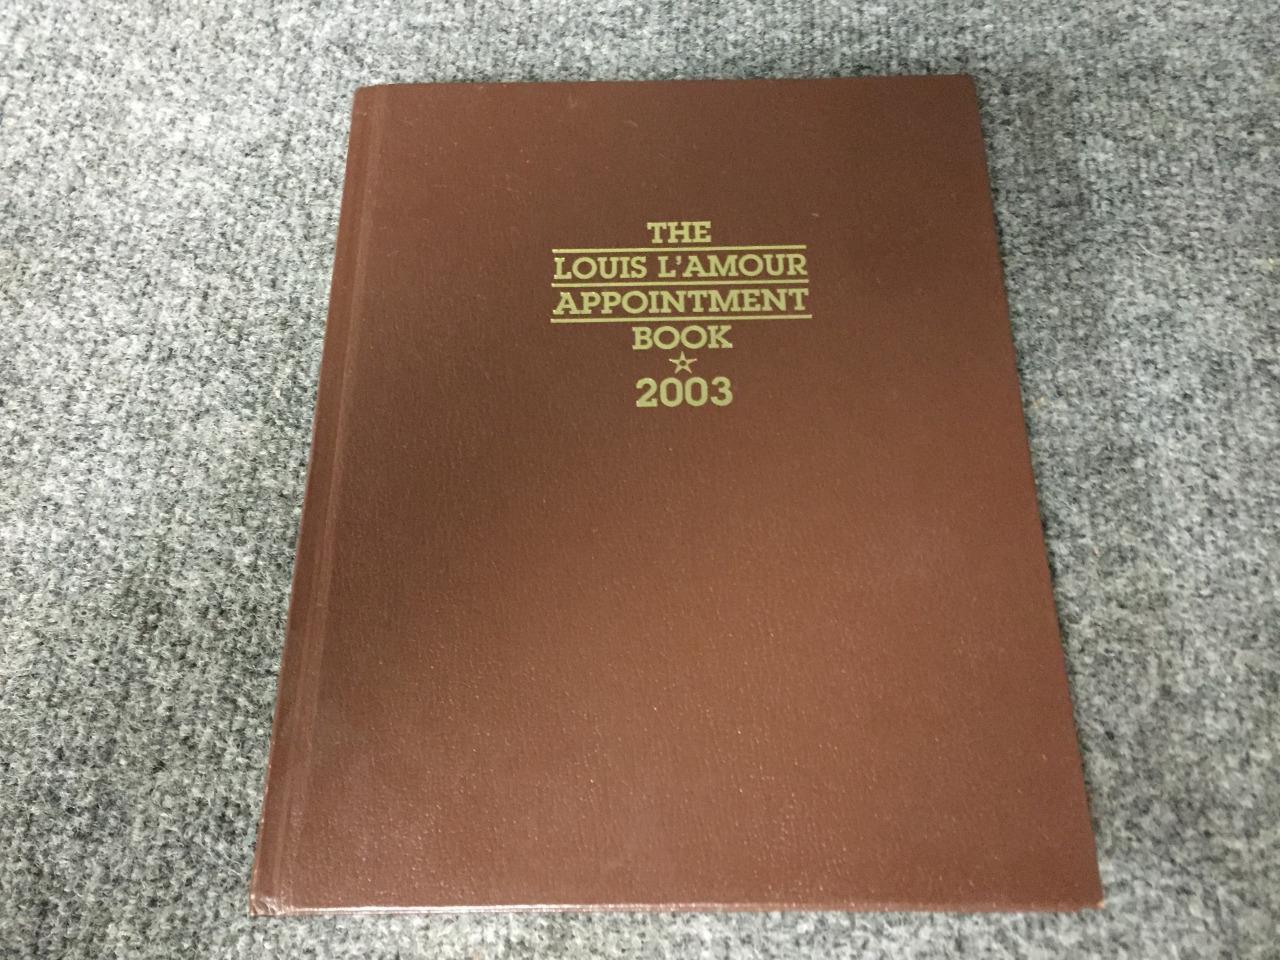 THE
LOUIS L'AMOUR
APPOINTMENT
BOOK
2003